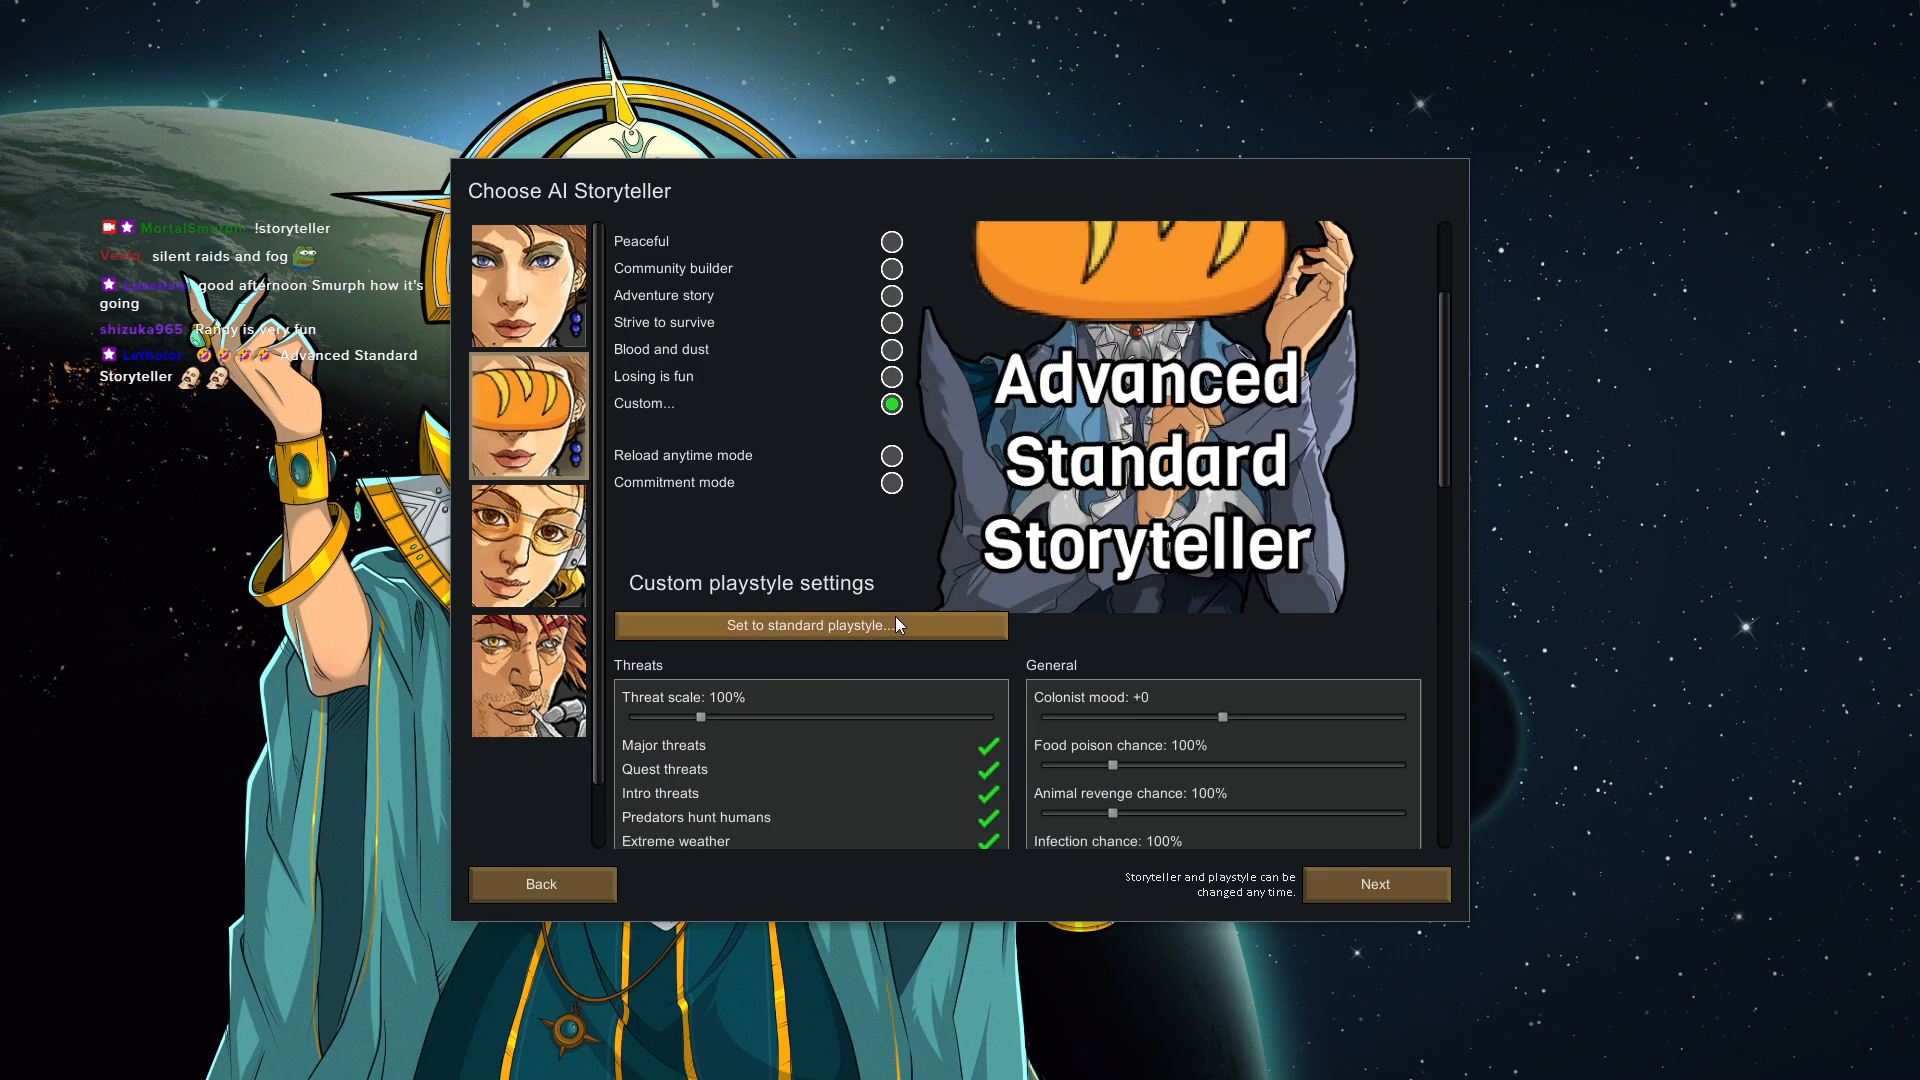 Choose AI Storyteller
MortalSmurph !storyteller
silent raids and fog
good afternoon Smurph how it's
going
shizuka965 Randy is very fun
Advanced Standard
Storyteller
Peaceful
Community builder
Adventure story
Strive to survive
Blood and dust
Losing is fun
Custom...
Reload anytime mode
Commitment mode
Advanced
Standard
Storyteller
Custom playstyle settings
Set to standard playstyle...
Threats
Threat scale: 100%
Major threats
Quest threats
Intro threats
Predators hunt humans
Extreme weather
General
Colonist mood: +0
Food poison chance: 100%
Animal revenge chance: 100%
Infection chance: 100%
Back
Storyteller and playstyle can be
changed any time.
Next